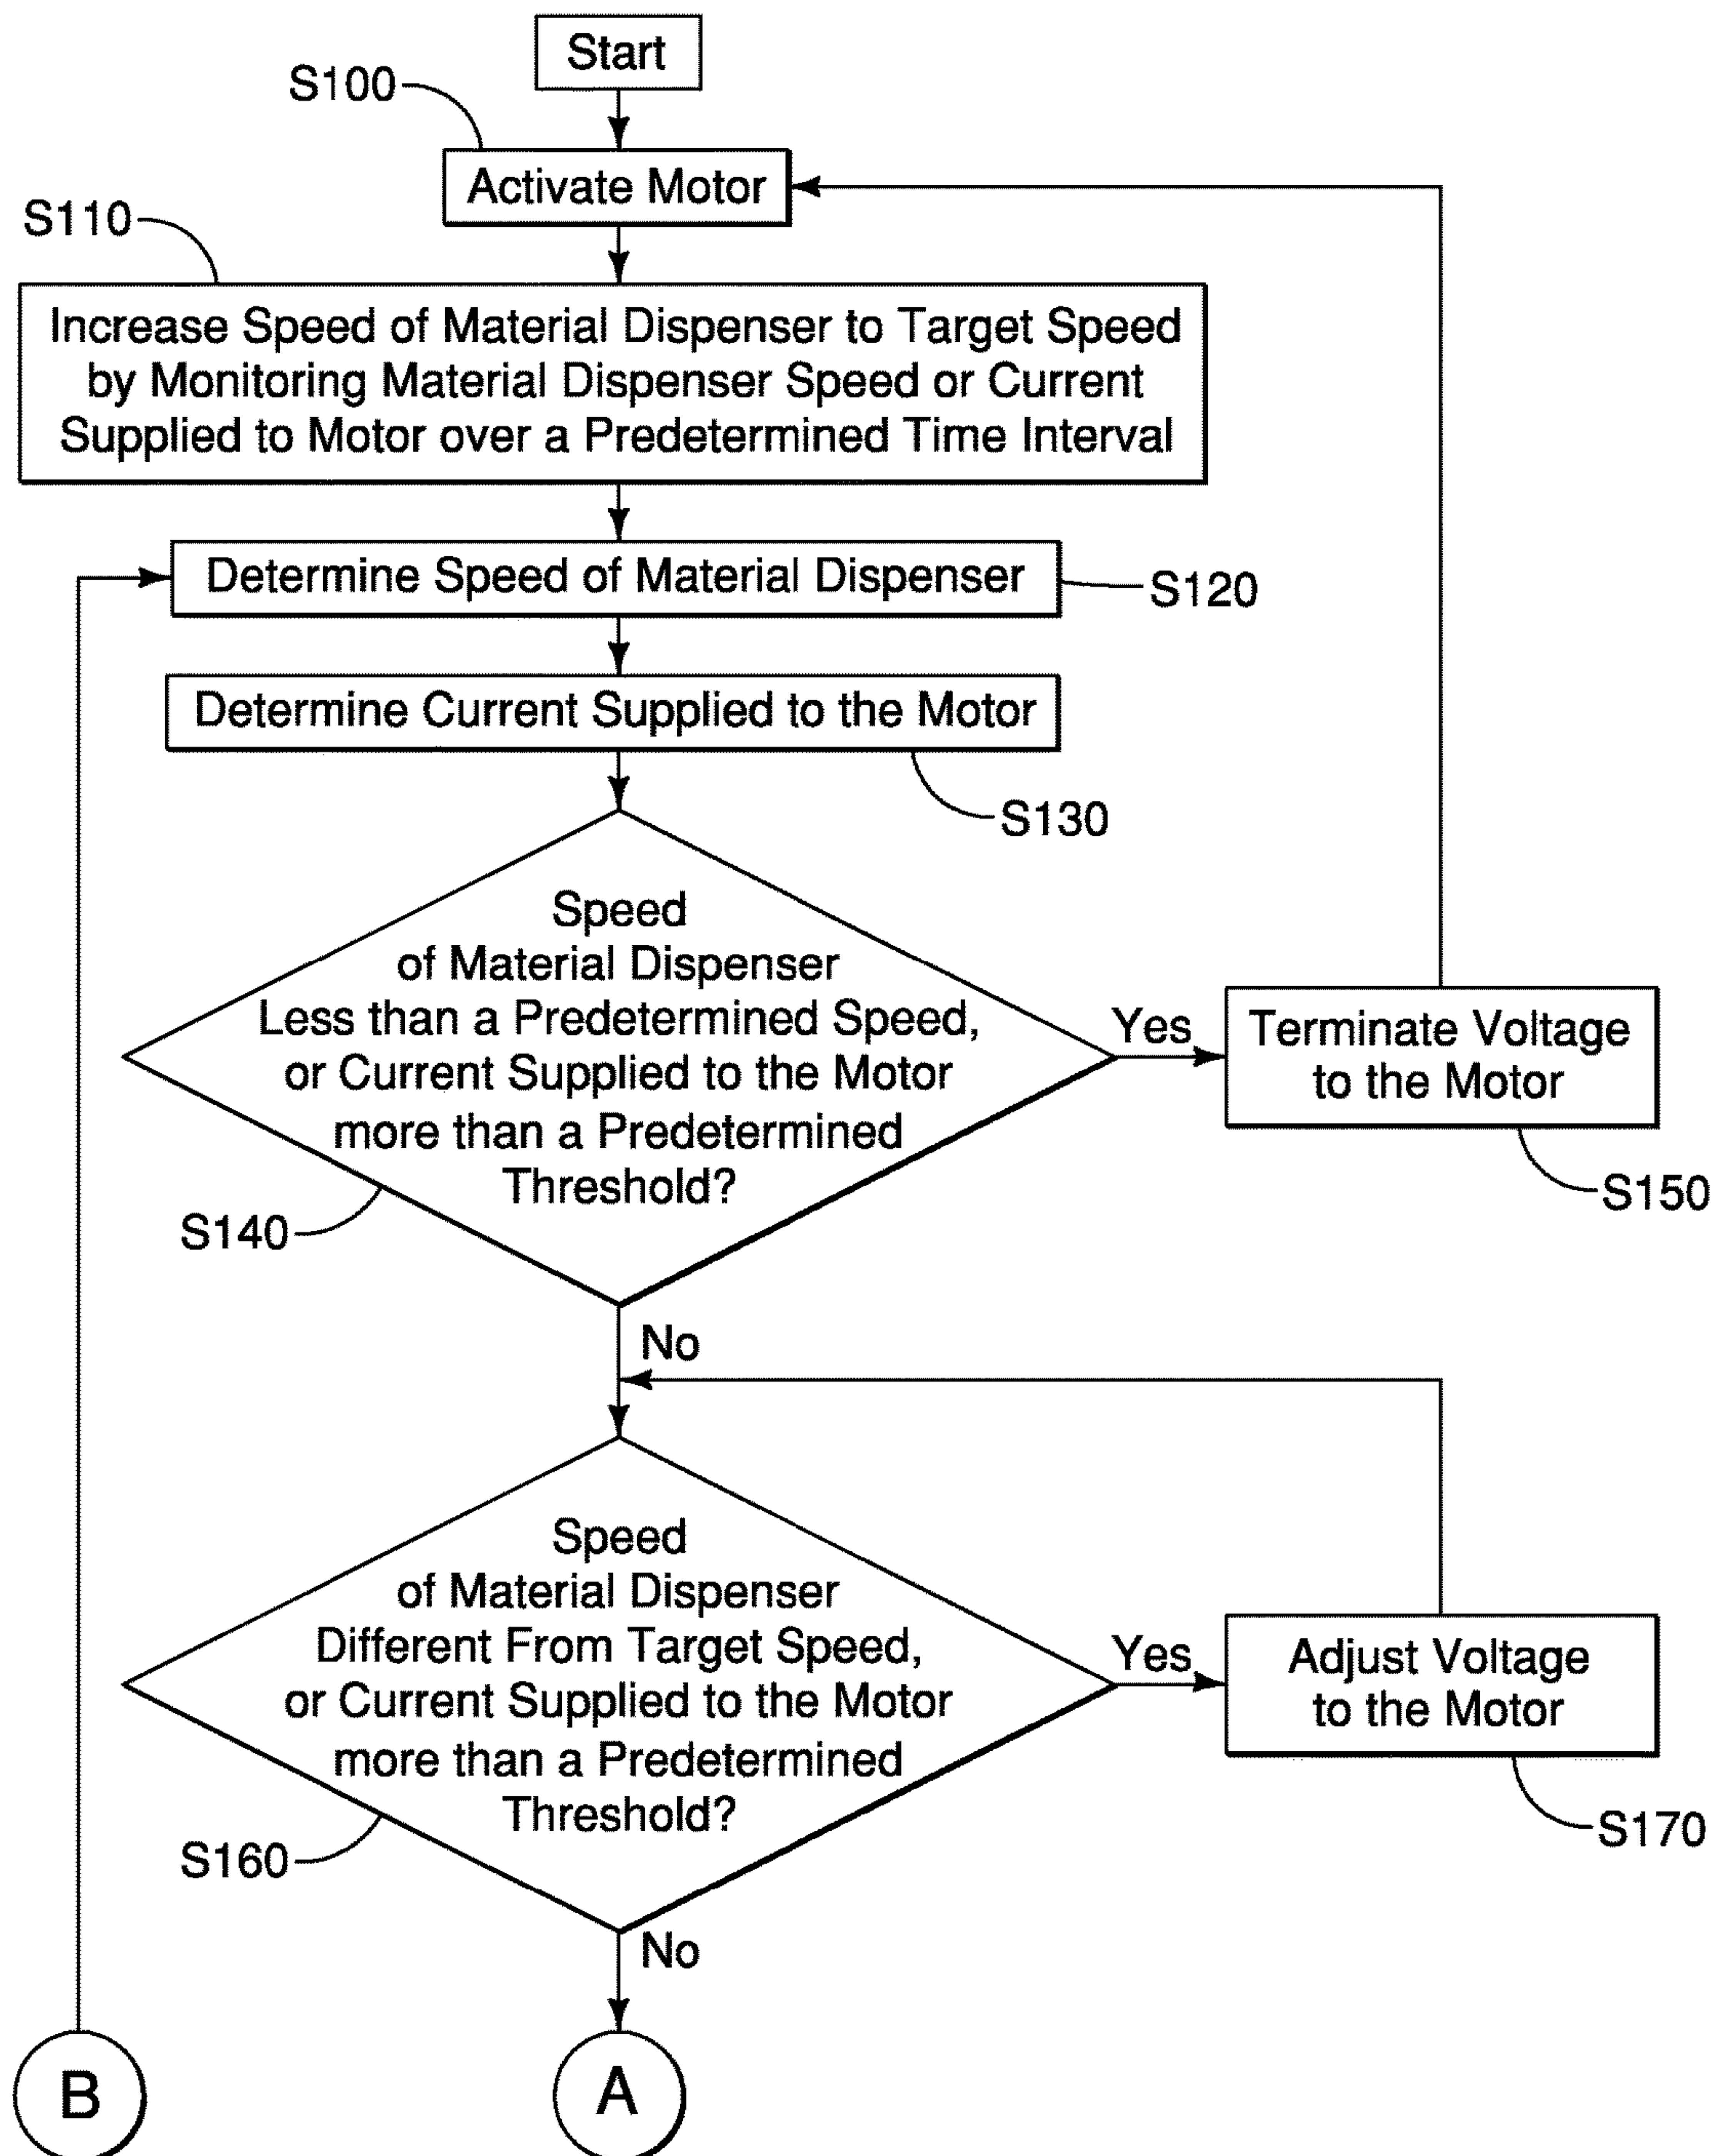 Start
S100
Activate Motor
S110
Increase Speed of Material Dispenser to Target Speed
by Monitoring Material Dispenser Speed or Current
Supplied to Motor over a Predetermined Time Interval
Determine Speed of Material Dispenser
S120
Determine Current Supplied to the Motor
S130
Speed
of Material Dispenser
Less than a Predetermined Speed,
or Current Supplied to the Motor
more than a Predetermined
Threshold?
Yes
Terminate Voltage
to the Motor
S140
S150
No
Speed
of Material Dispenser
Different From Target Speed,
or Current Supplied to the Motor
more than a Predetermined
Threshold?
Yes
Adjust Voltage
to the Motor
S160
S170
No
B
A